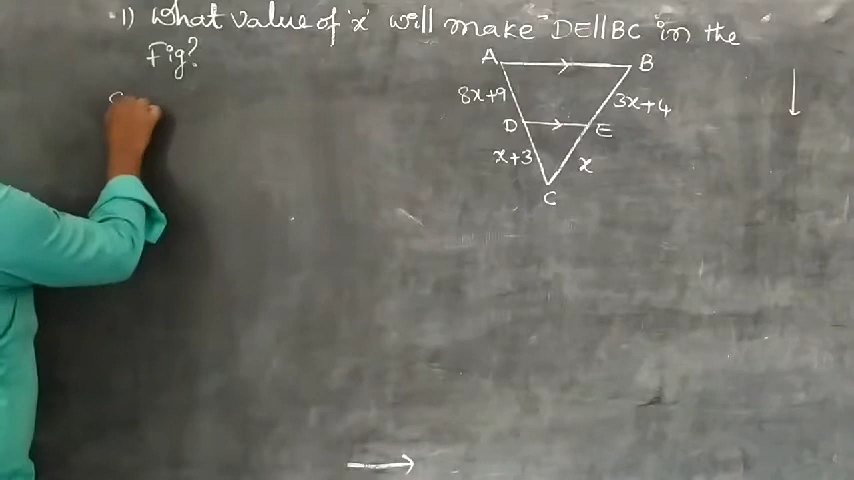 1) What value of 'x' will make DE||BC in the
Fig?
A
B
8x+9
3x+4
D
E
x+3
x
C